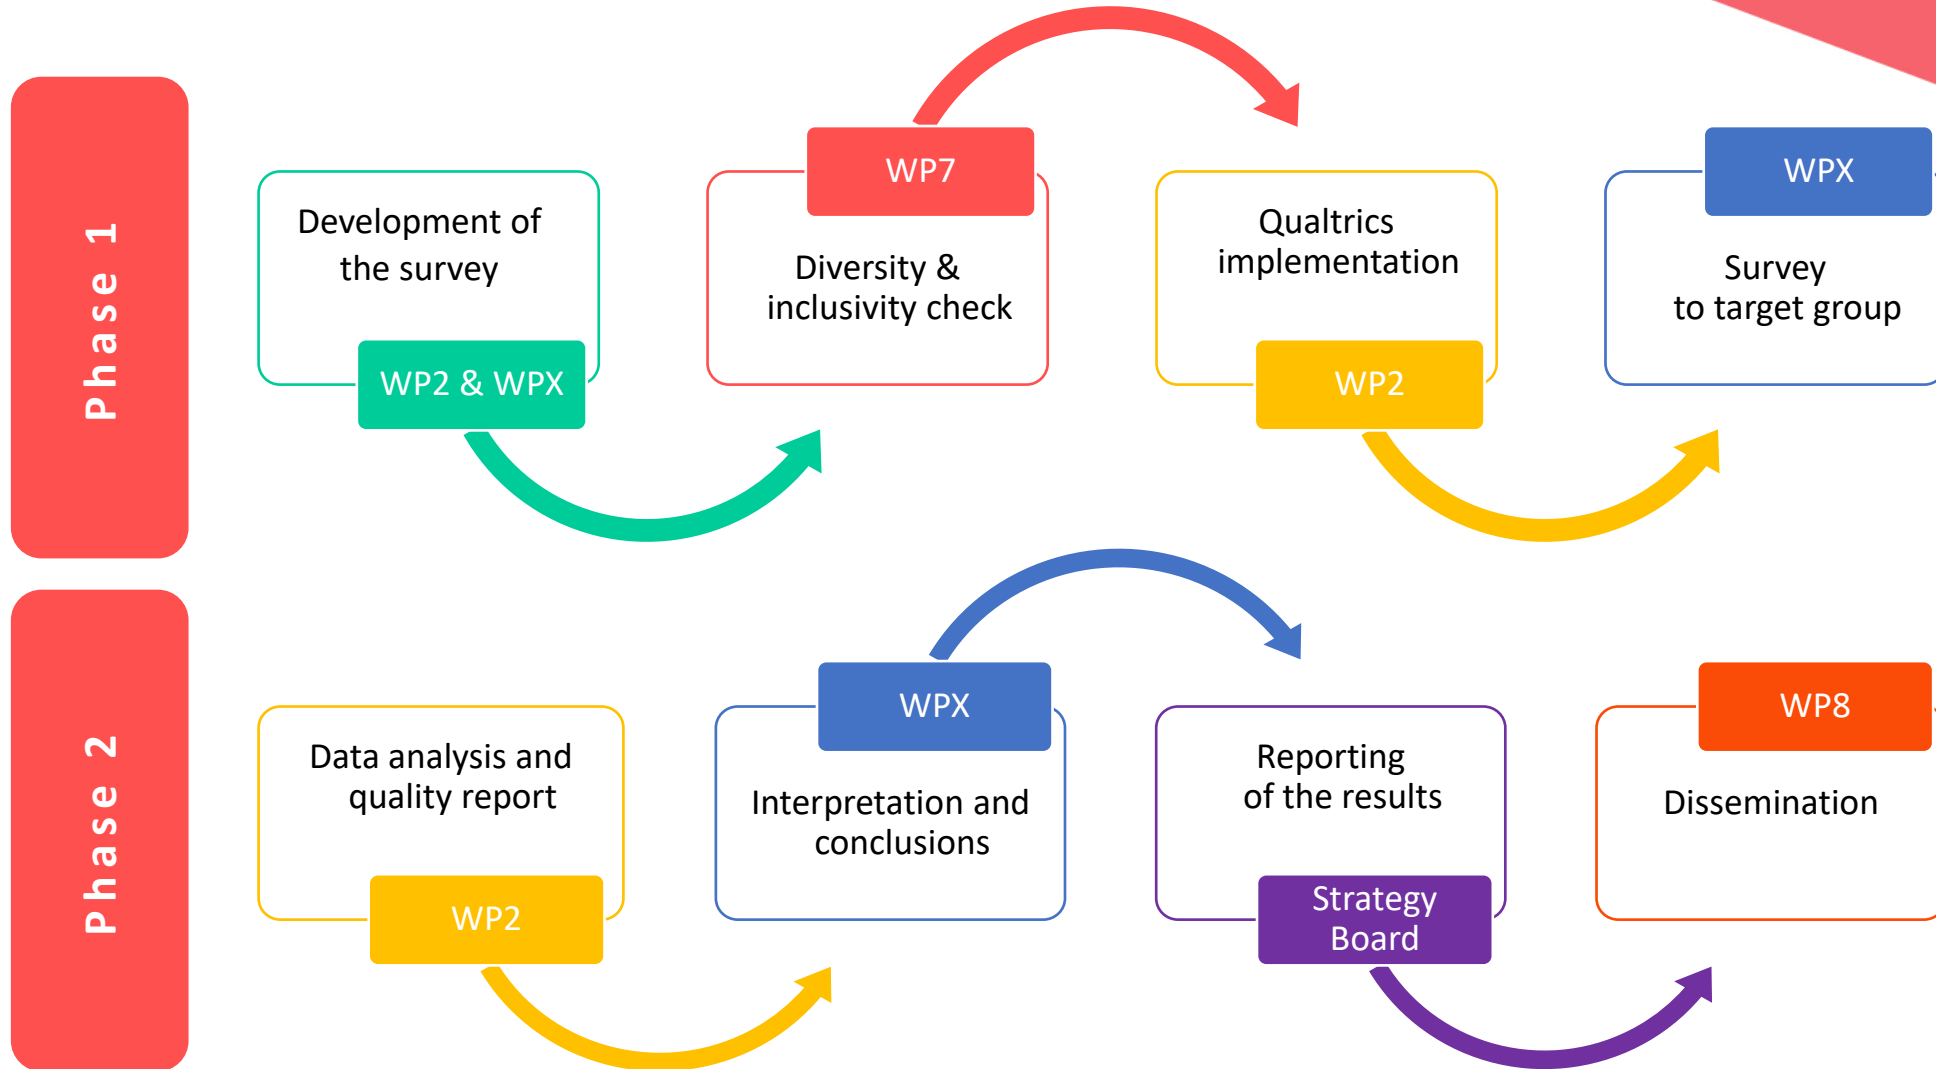 Phase 1
Development of
the survey
WP2 & WPX
WP7
Diversity &
inclusivity check
Qualtrics
implementation
WP2
WPX
Survey
to target group
Phase 2
Data analysis and
quality report
WP2
WPX
Interpretation and
conclusions
Reporting
of the results
Strategy
Board
WP8
Dissemination